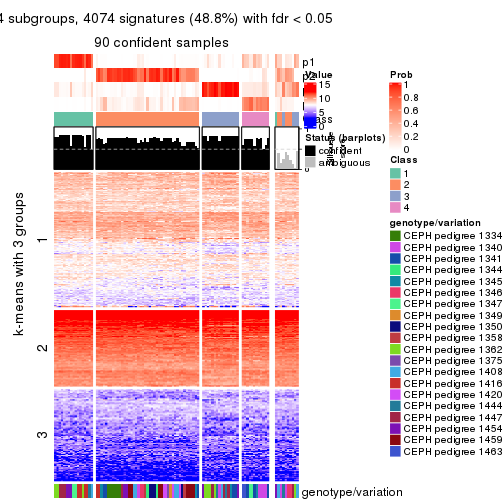 4 subgroups, 4074 signatures (48.8%) with fdr < 0.05
90 confident samples
p1
Value
15
10
5
0
Prob
1
0.8
0.6
0.4
0.2
0
Status (barplots)
confident
ambiguous
Class
1
2
3
4
k-means with 3 groups
1
2
3
genotype/variation
CEPH pedigree 1334
CEPH pedigree 1340
CEPH pedigree 1341
CEPH pedigree 1344
CEPH pedigree 1345
CEPH pedigree 1346
CEPH pedigree 1347
CEPH pedigree 1349
CEPH pedigree 1350
CEPH pedigree 1358
CEPH pedigree 1362
CEPH pedigree 1375
CEPH pedigree 1408
CEPH pedigree 1416
CEPH pedigree 1420
CEPH pedigree 1444
CEPH pedigree 1447
CEPH pedigree 1454
CEPH pedigree 1459
CEPH pedigree 1463
genotype/variation